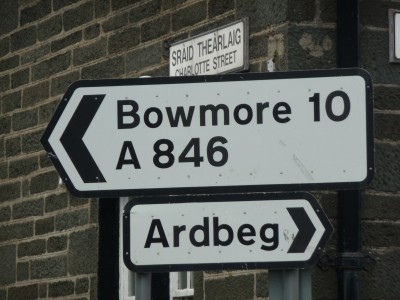 SRÀID THEÀRLAIG
CHARLOTTE STREET
Bowmore 10
A 846
Ardbeg